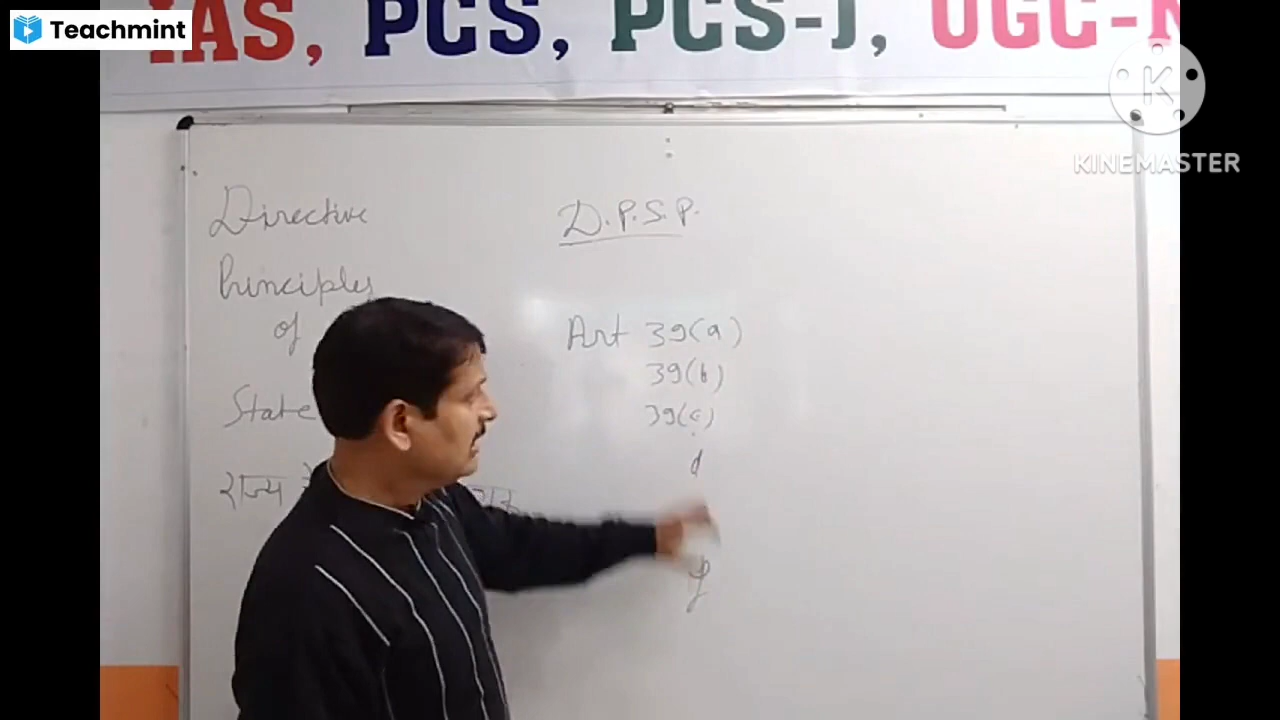 Teachmint
IAS, PCS, PCS-J, UGC-N
KINEMASTER
Directive
Principles
of
State
राज्य
D.P.S.P.
Art 39(a)
39(b)
39(c)
d
f